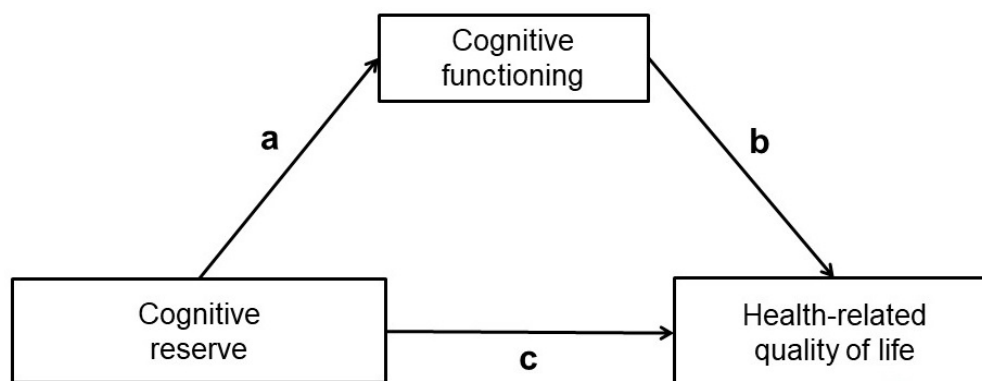 Cognitive
functioning
a
b
Cognitive
reserve
c
Health-related
quality of life